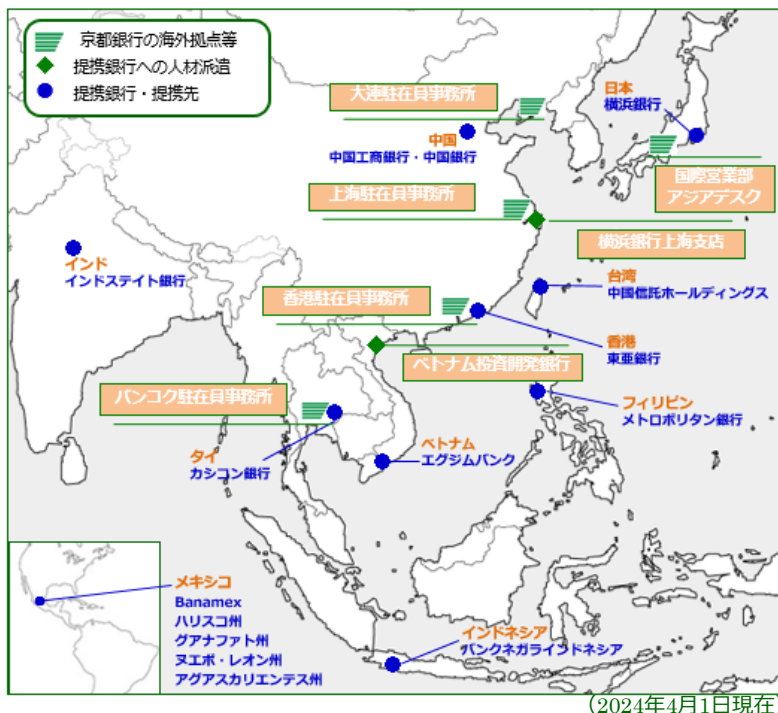 京都銀行の海外拠点等
提携銀行への人材派遣
提携銀行・提携先
大連駐在員事務所
日本
横浜銀行
中国
中国工商銀行・中国銀行
国際営業部
アジアデスク
上海駐在員事務所
横浜銀行上海支店
インド
インドステイト銀行
台湾
中国信託ホールディングス
香港駐在員事務所
香港
東亜銀行
ベトナム投資開発銀行
バンコク駐在員事務所
フィリピン
メトロポリタン銀行
タイ
カシコン銀行
ベトナム
エグジムバンク
メキシコ
Banamex
ハリスコ州
グアナファト州
ヌエボ・レオン州
アグアスカリエンテス州
インドネシア
バンクネガラインドネシア
(2024年4月1日現在)